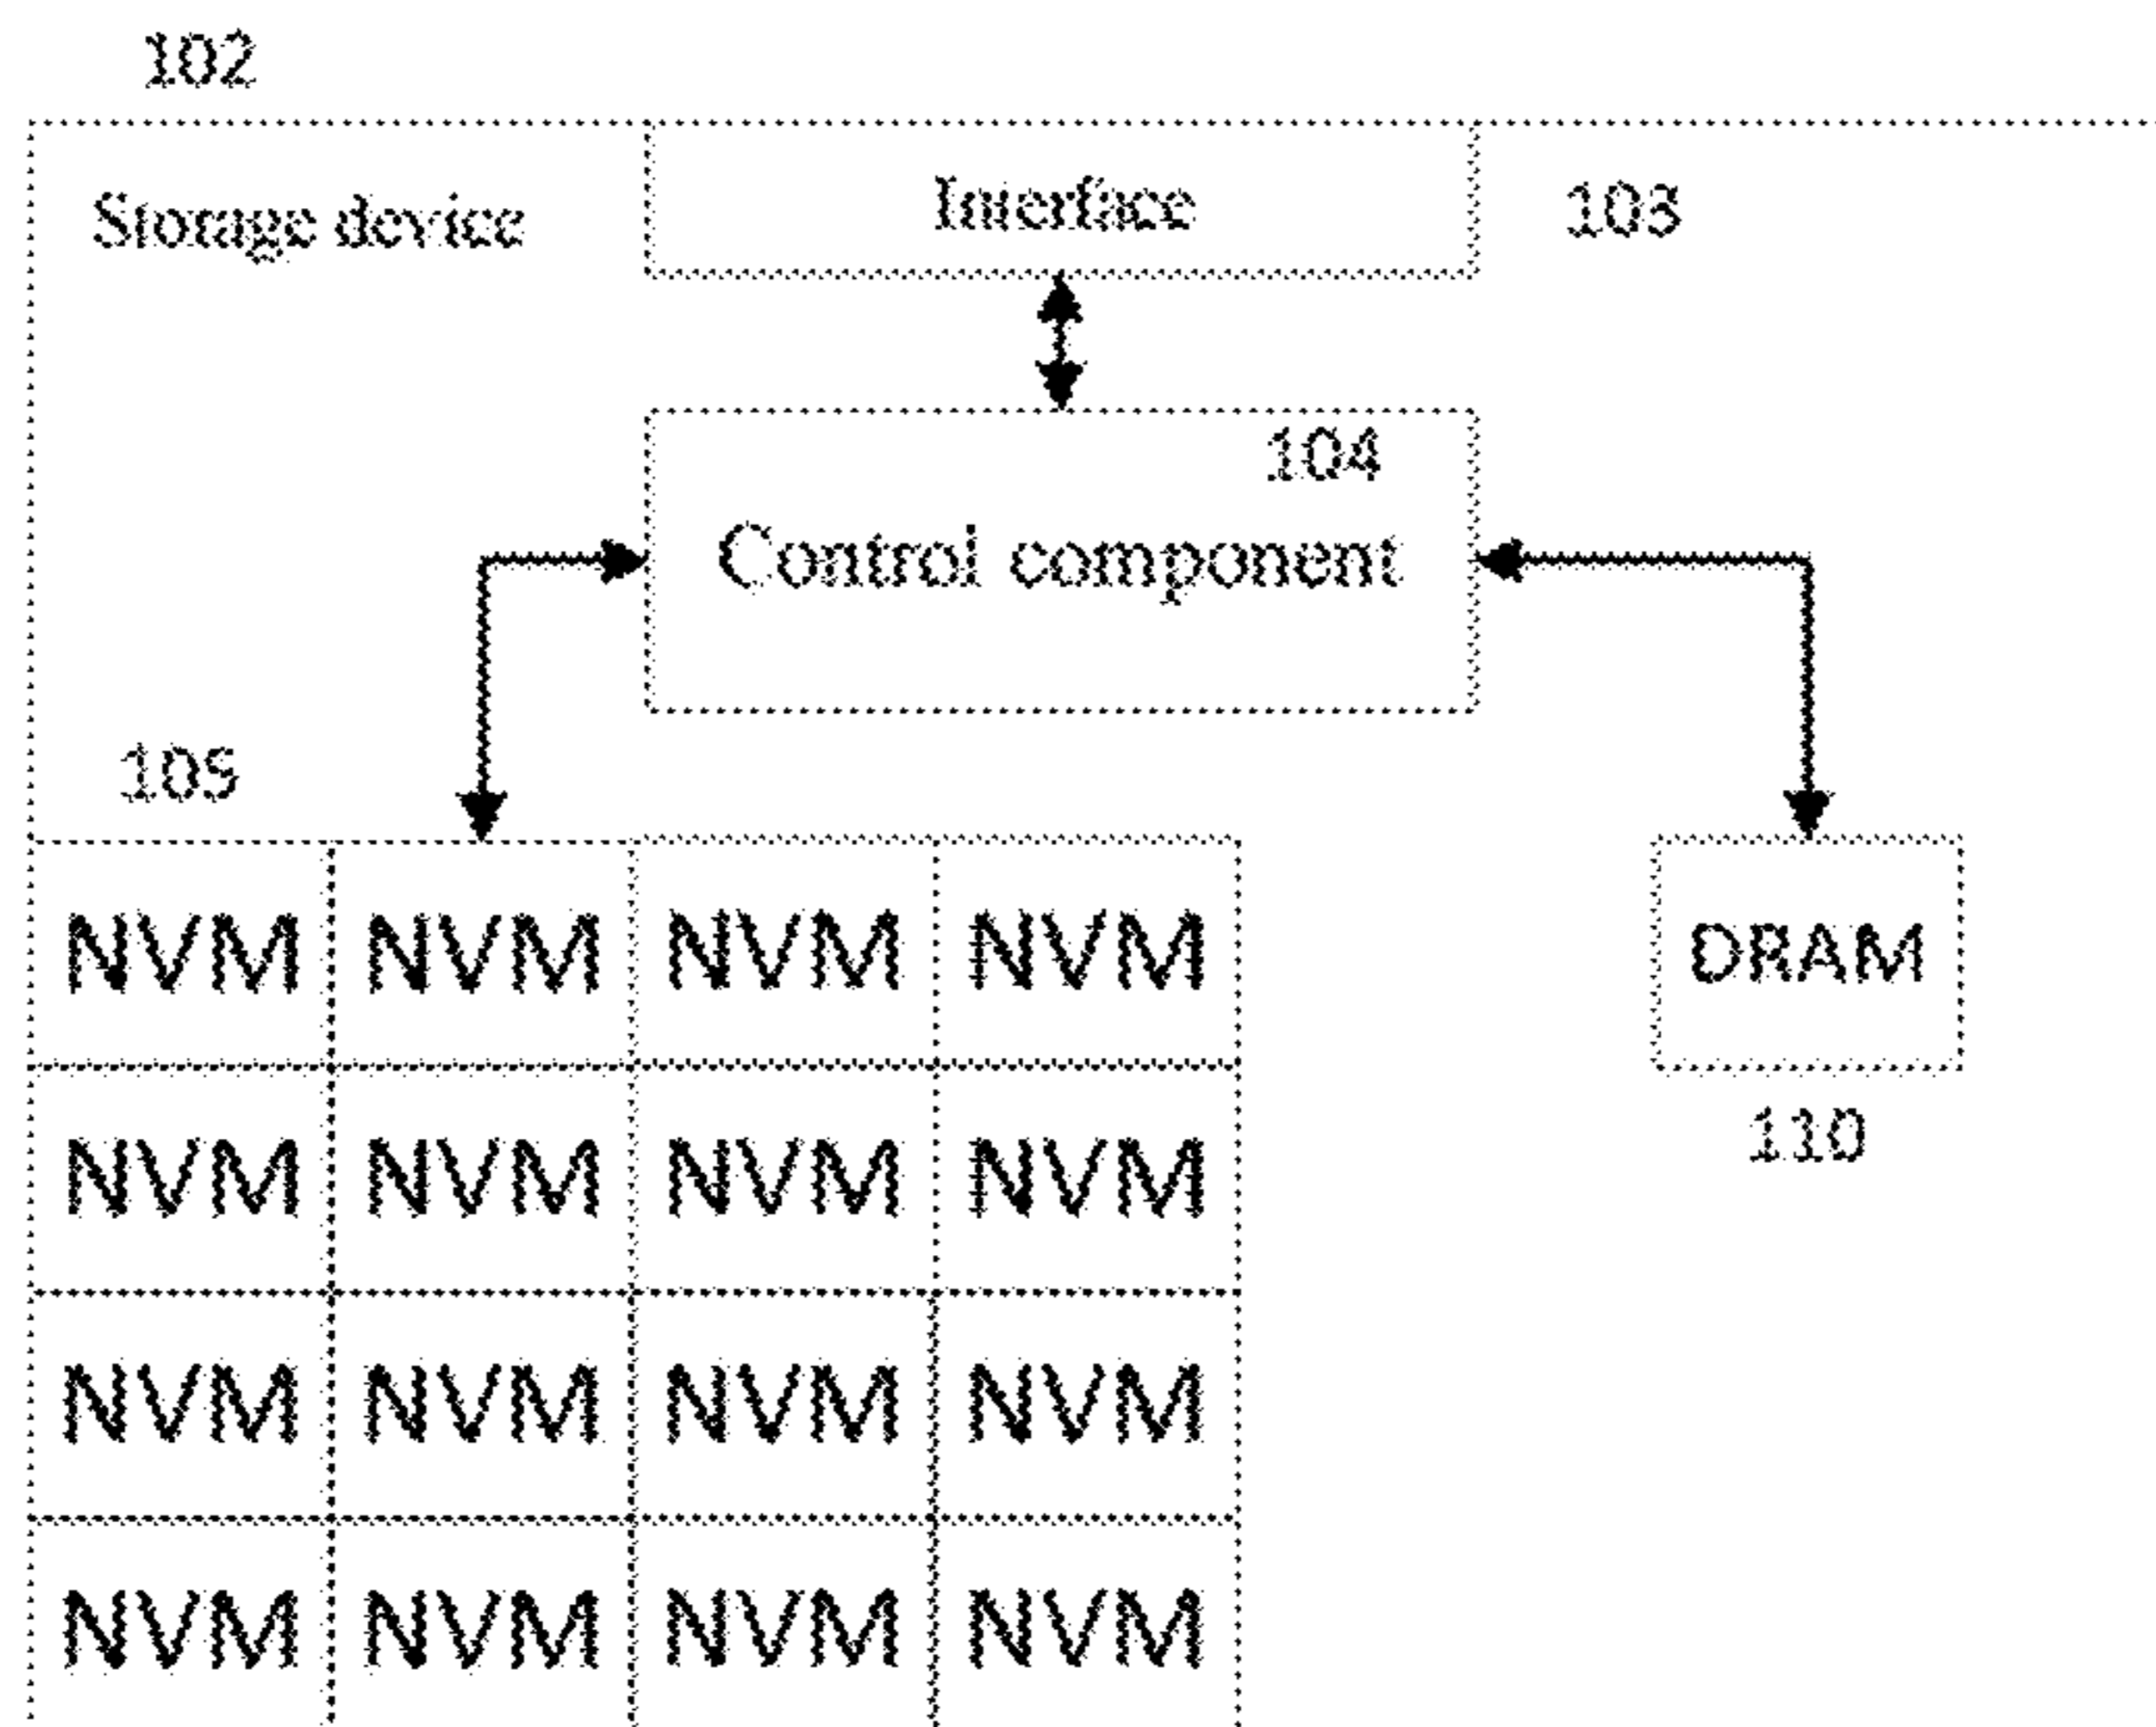 102
Storage device
Interface
103
104
Control component
105
NVM NVM NVM NVM
DRAM
NVM NVM NVM NVM
110
NVM NVM NVM NVM
NVM NVM NVM NVM